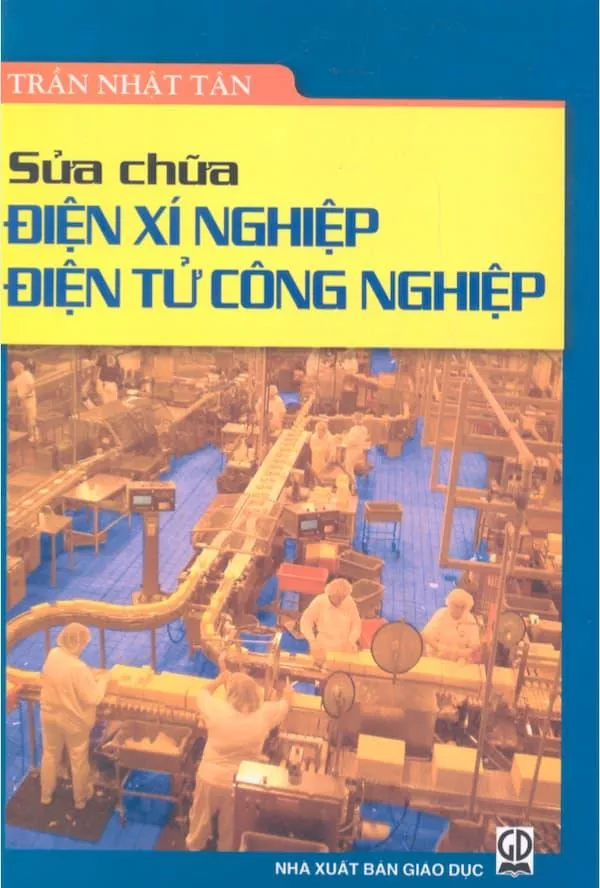 TRẦN NHẬT TÂN
Sửa chữa
ĐIỆN XÍ NGHIỆP
ĐIỆN TỬ CÔNG NGHIỆP
GD
NHÀ XUẤT BẢN GIÁO DỤC